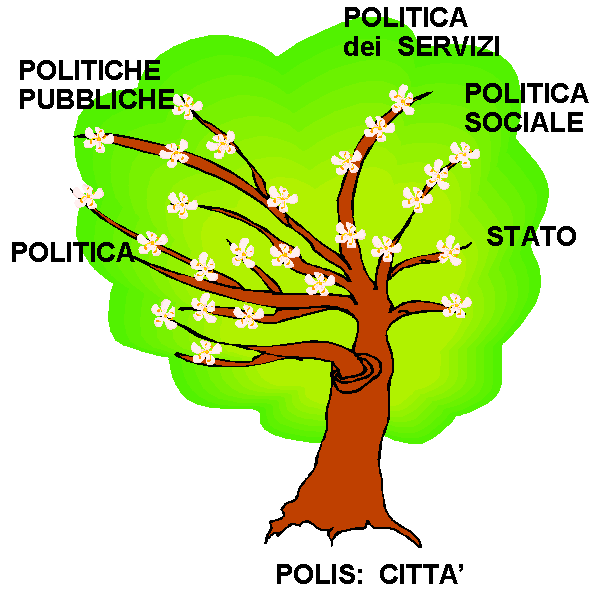 POLITICA
dei SERVIZI
POLITICHE
PUBBLICHE
POLITICA
SOCIALE
STATO
POLITICA
POLIS: CITTA'